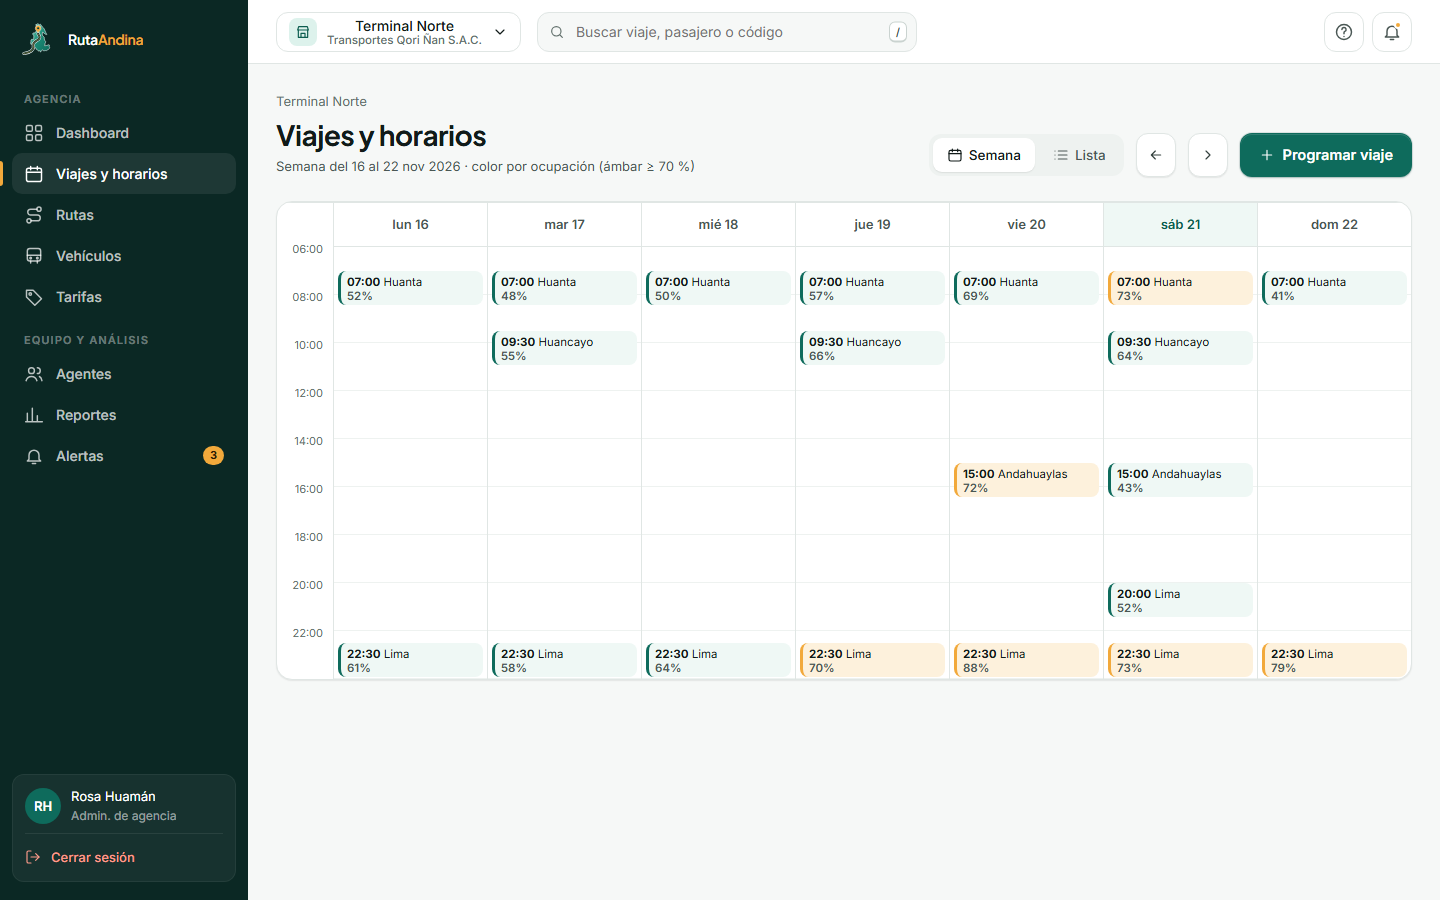 RutaAndina
AGENCIA
Dashboard
Viajes y horarios
Rutas
Vehículos
Tarifas
EQUIPO Y ANÁLISIS
Agentes
Reportes
Alertas
3
RH
Rosa Huamán
Admin. de agencia
Cerrar sesión
Terminal Norte
Transportes Qori Ñan S.A.C.
Buscar viaje, pasajero o código
/
Terminal Norte
Viajes y horarios
Semana del 16 al 22 nov 2026 · color por ocupación (ámbar ≥ 70 %)
Semana
Lista
Programar viaje
lun 16
mar 17
mié 18
jue 19
vie 20
sáb 21
dom 22
06:00
07:00 Huanta
52%
07:00 Huanta
48%
07:00 Huanta
50%
07:00 Huanta
57%
07:00 Huanta
69%
07:00 Huanta
73%
07:00 Huanta
41%
08:00
09:30 Huancayo
55%
09:30 Huancayo
66%
09:30 Huancayo
64%
10:00
12:00
14:00
15:00 Andahuaylas
72%
15:00 Andahuaylas
43%
16:00
18:00
20:00
20:00 Lima
52%
22:00
22:30 Lima
61%
22:30 Lima
58%
22:30 Lima
64%
22:30 Lima
70%
22:30 Lima
88%
22:30 Lima
73%
22:30 Lima
79%